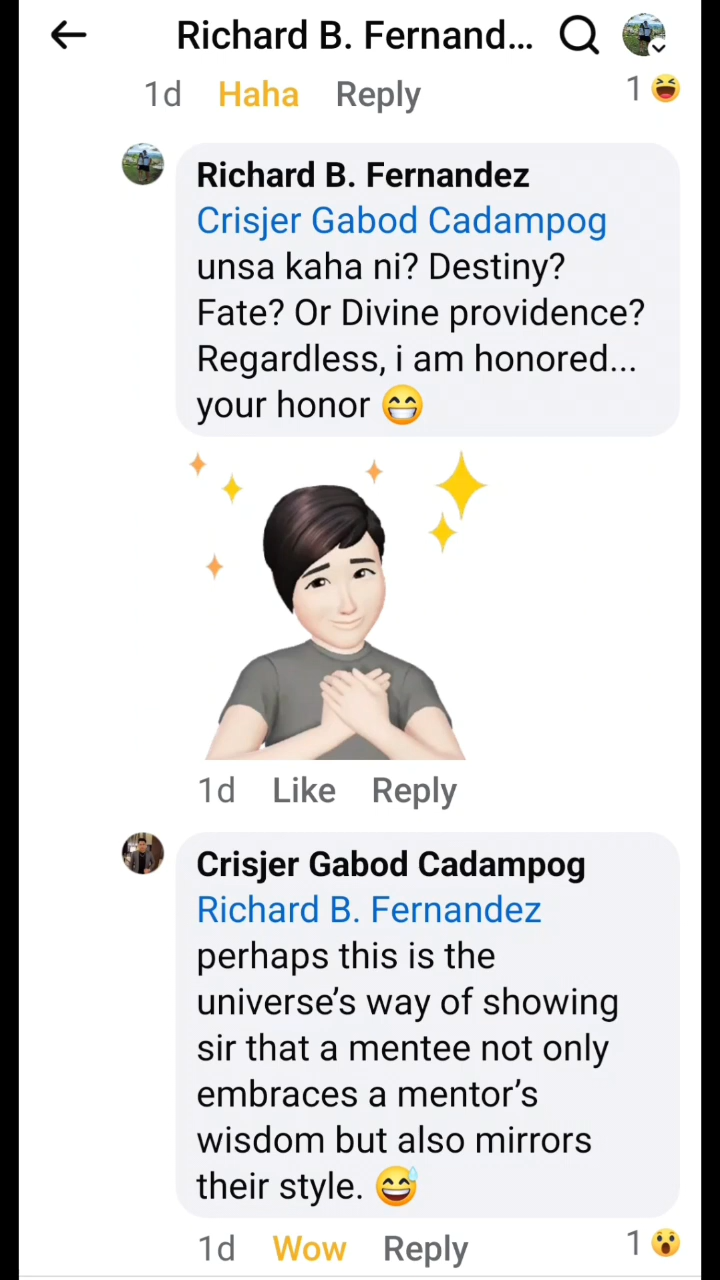 Richard B. Fernand...
1d Haha Reply 1
Richard B. Fernandez
Crisjer Gabod Cadampog
unsa kaha ni? Destiny?
Fate? Or Divine providence?
Regardless, i am honored...
your honor 😁
1d Like Reply
Crisjer Gabod Cadampog
Richard B. Fernandez
perhaps this is the
universe’s way of showing
sir that a mentee not only
embraces a mentor’s
wisdom but also mirrors
their style. 😅
1d Wow Reply 1